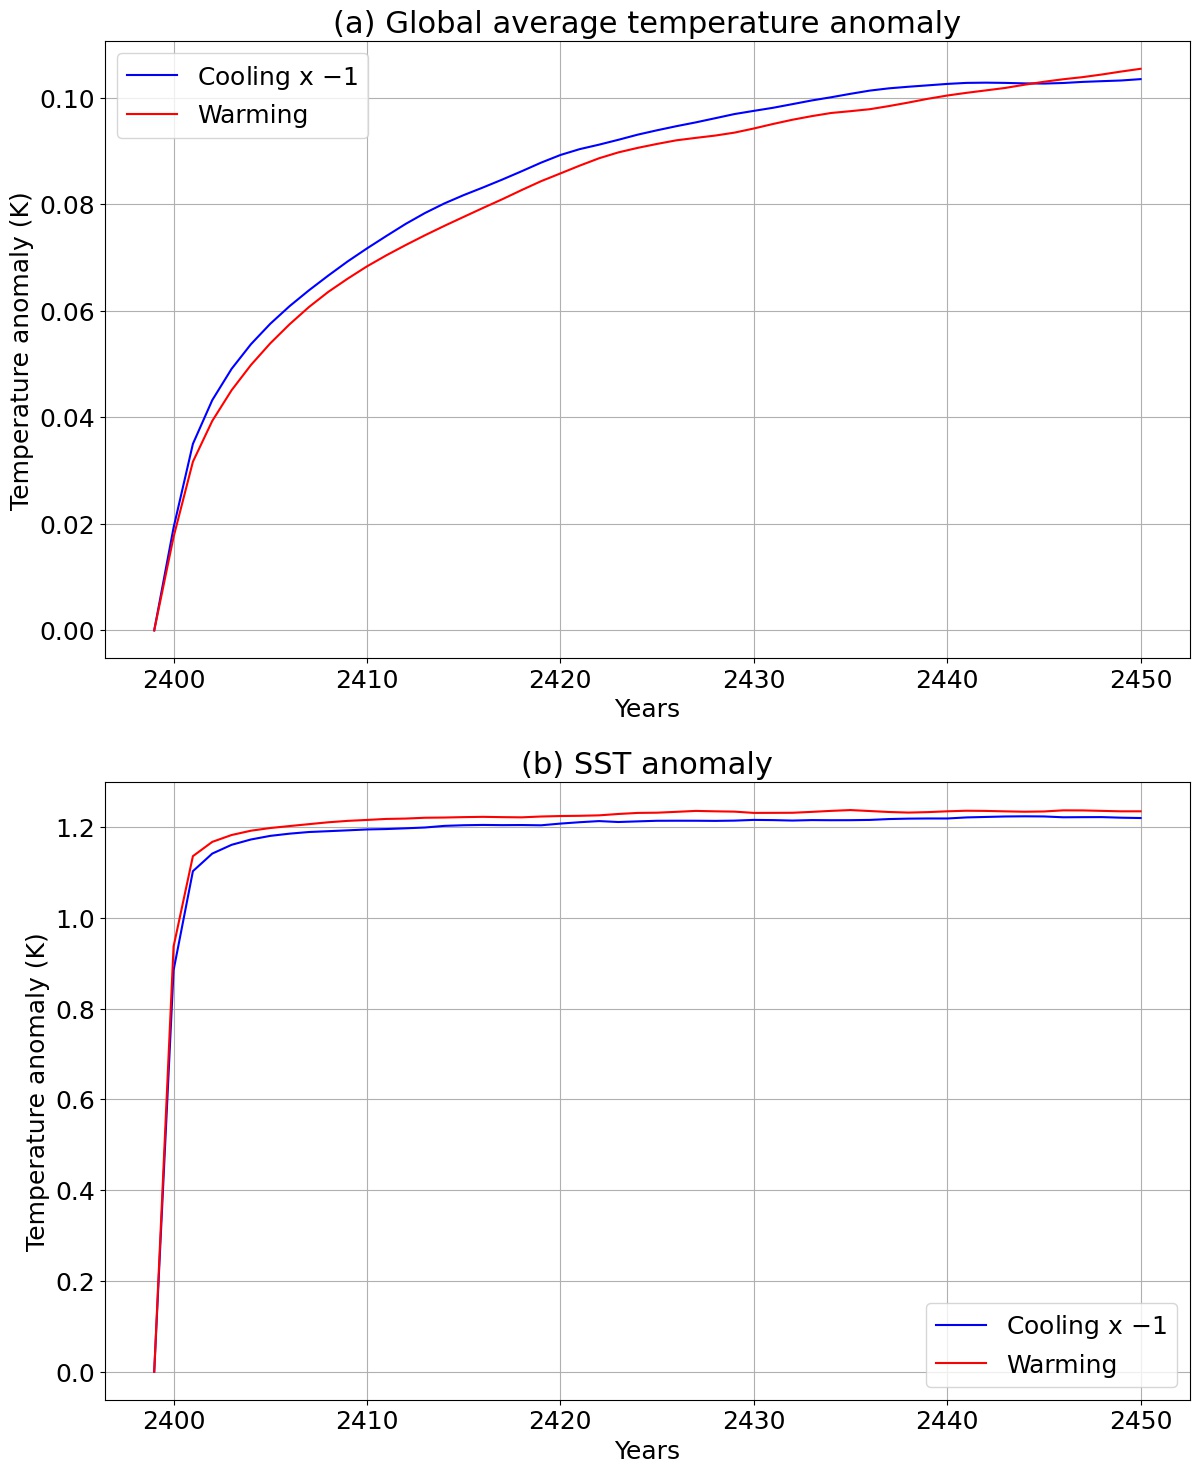 (a) Global average temperature anomaly
Cooling x −1
Warming
Temperature anomaly (K)
0.10
0.08
0.06
0.04
0.02
0.00
2400 2410 2420 2430 2440 2450
Years
(b) SST anomaly
Temperature anomaly (K)
1.2
1.0
0.8
0.6
0.4
0.2
0.0
Cooling x −1
Warming
2400 2410 2420 2430 2440 2450
Years